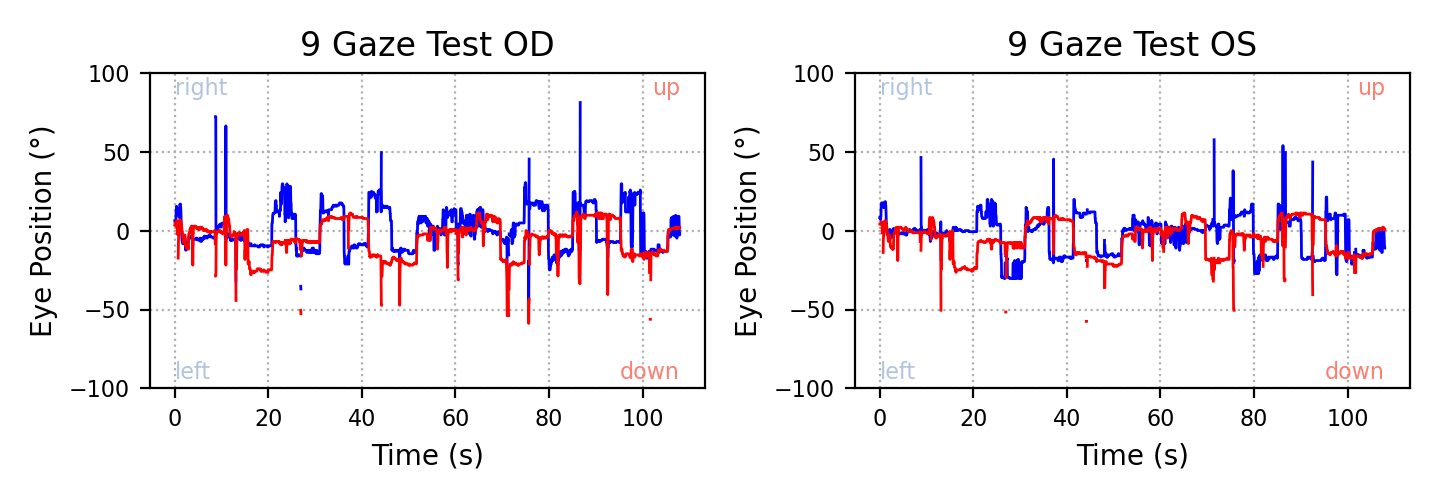 9 Gaze Test OD
9 Gaze Test OS
Eye Position (°)
100
50
0
−50
−100
right
up
left
down
0 20 40 60 80 100
Time (s)
Eye Position (°)
100
50
0
−50
−100
right
up
left
down
0 20 40 60 80 100
Time (s)